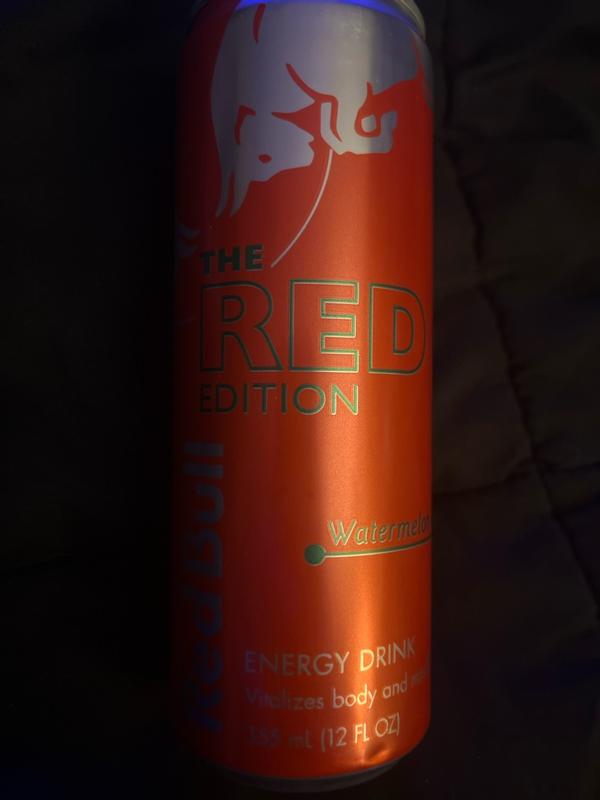 THE
RED
EDITION
Red Bull
Watermelon
ENERGY DRINK
Vitalizes body and
355 mL (12 FL OZ)